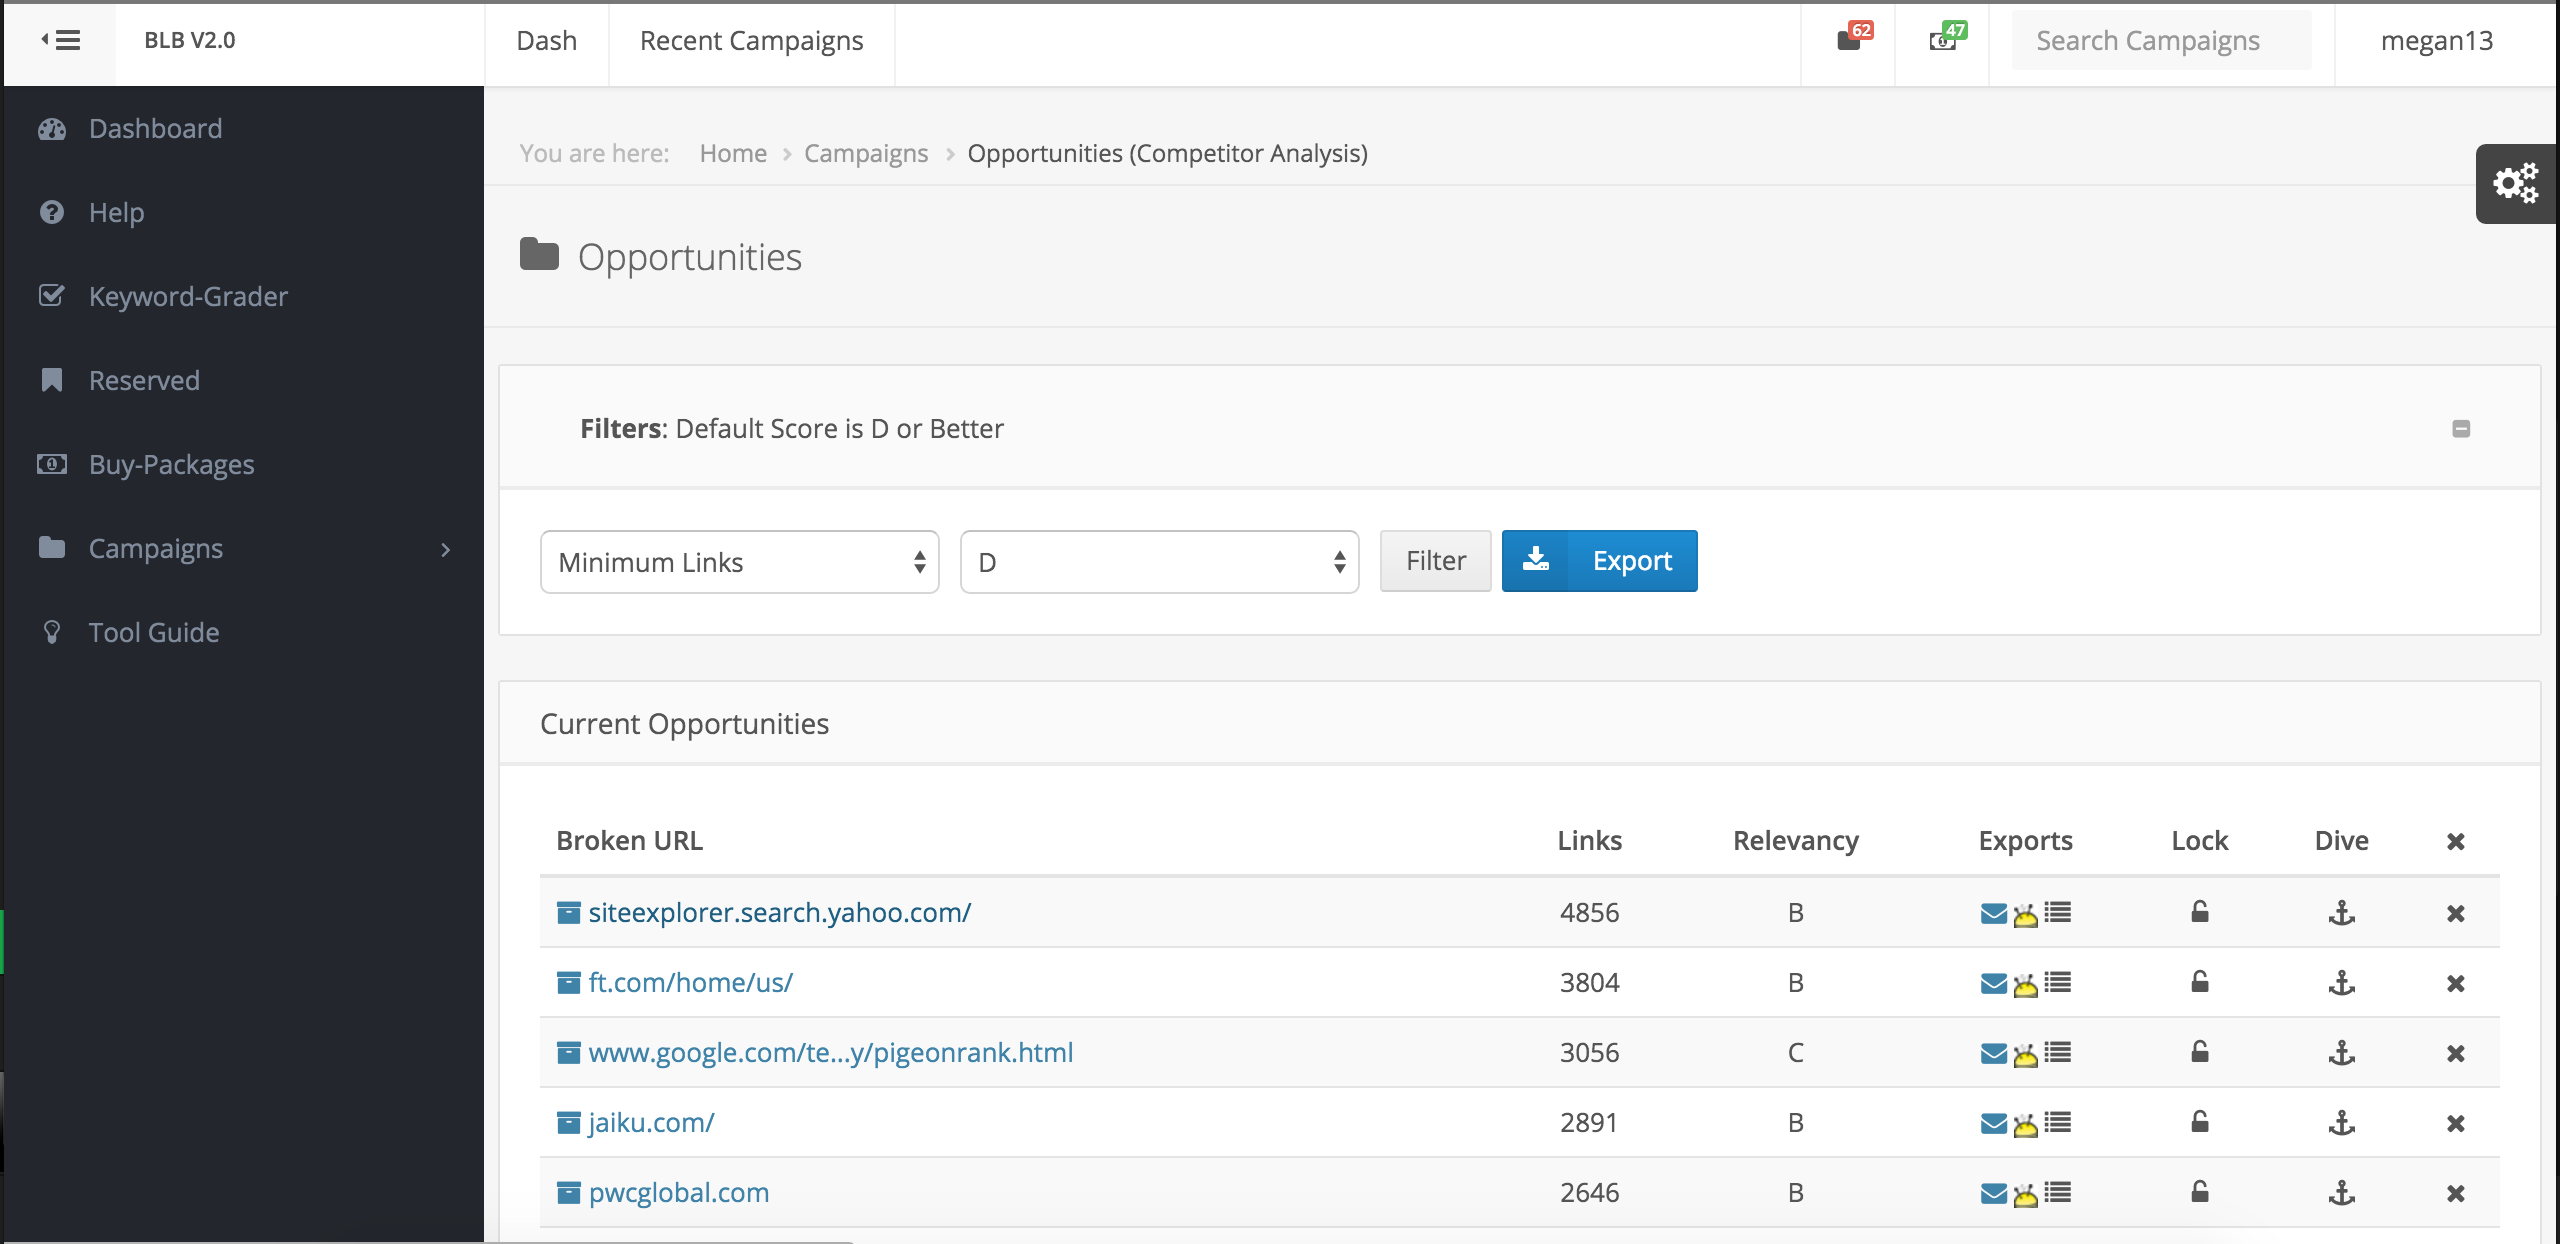 BLB V2.0
Dash
Recent Campaigns
62
47
Search Campaigns
megan13
Dashboard
Help
Keyword-Grader
Reserved
Buy-Packages
Campaigns
Tool Guide
You are here: Home > Campaigns > Opportunities (Competitor Analysis)
Opportunities
Filters: Default Score is D or Better
Minimum Links
D
Filter
Export
Current Opportunities
Broken URL Links Relevancy Exports Lock Dive
siteexplorer.search.yahoo.com/ 4856 B
ft.com/home/us/ 3804 B
www.google.com/te...y/pigeonrank.html 3056 C
jaiku.com/ 2891 B
pwcglobal.com 2646 B